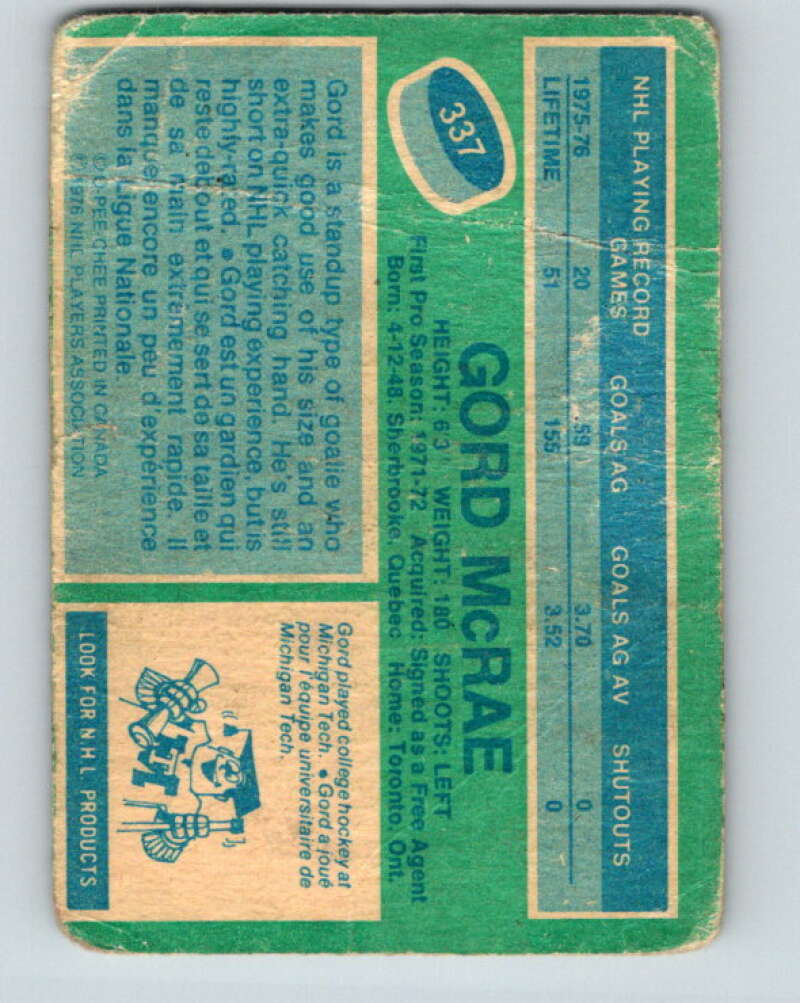 NHL PLAYING RECORD
GAMES GOALS AG GOALS AG AV SHUTOUTS
1975-76 20 59 3.70 0
LIFETIME 51 155 3.52 0
337
GORD McRAE
HEIGHT: 6'3 WEIGHT: 180 SHOOTS: LEFT
First Pro Season: 1971-72 Acquired: Signed as a Free Agent
Born: 4-12-48 Sherbrooke, Quebec Home: Toronto, Ont.
Gord is a standup type of goalie who
makes good use of his size and an
extra-quick catching hand. He's still
short on NHL playing experience, but is
highly-rated. • Gord est un gardien qui
reste debout et qui se sert de sa taille et
de sa main extrêmement rapide. Il
manque encore un peu d'expérience
dans la Ligue Nationale.
© O-PEE-CHEE PRINTED IN CANADA
© 1976 NHL PLAYERS ASSOCIATION
Gord played college hockey at
Michigan Tech. • Gord a joué
pour l'équipe universitaire de
Michigan Tech.
LOOK FOR N.H.L PRODUCTS